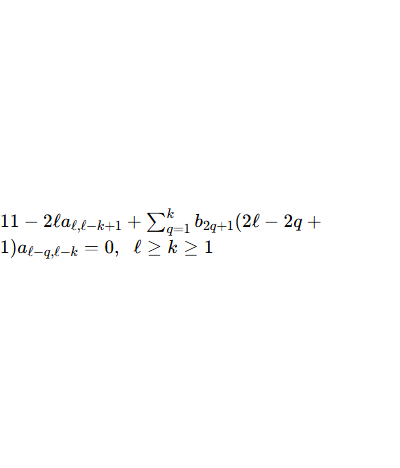 11 − 2ℓa_{ℓ,ℓ−k+1} + ∑_{q=1}^{k} b_{2q+1}(2ℓ − 2q +
1)a_{ℓ−q,ℓ−k} = 0,  ℓ ≥ k ≥ 1